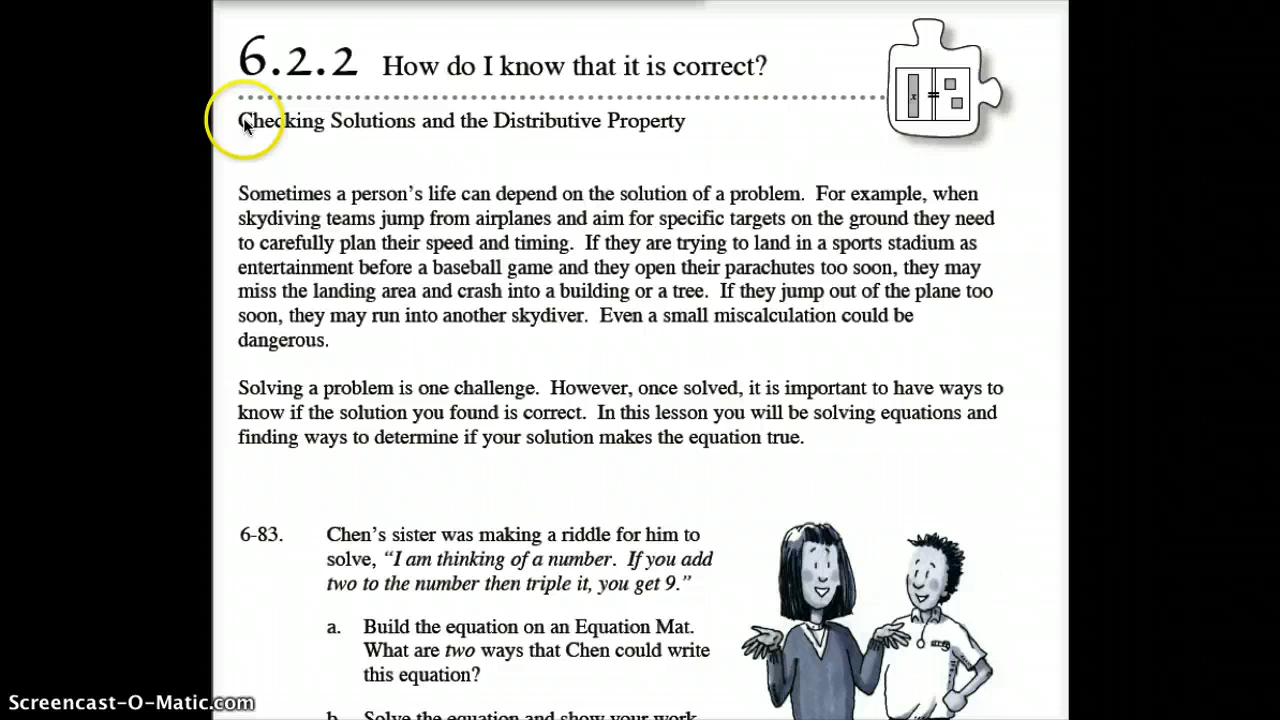 6.2.2 How do I know that it is correct?
x =
Checking Solutions and the Distributive Property
Sometimes a person’s life can depend on the solution of a problem. For example, when
skydiving teams jump from airplanes and aim for specific targets on the ground they need
to carefully plan their speed and timing. If they are trying to land in a sports stadium as
entertainment before a baseball game and they open their parachutes too soon, they may
miss the landing area and crash into a building or a tree. If they jump out of the plane too
soon, they may run into another skydiver. Even a small miscalculation could be
dangerous.
Solving a problem is one challenge. However, once solved, it is important to have ways to
know if the solution you found is correct. In this lesson you will be solving equations and
finding ways to determine if your solution makes the equation true.
6-83. Chen’s sister was making a riddle for him to
solve, “I am thinking of a number. If you add
two to the number then triple it, you get 9.”
a. Build the equation on an Equation Mat.
What are two ways that Chen could write
this equation?
b. Solve the equation and show your work
Screencast-O-Matic.com